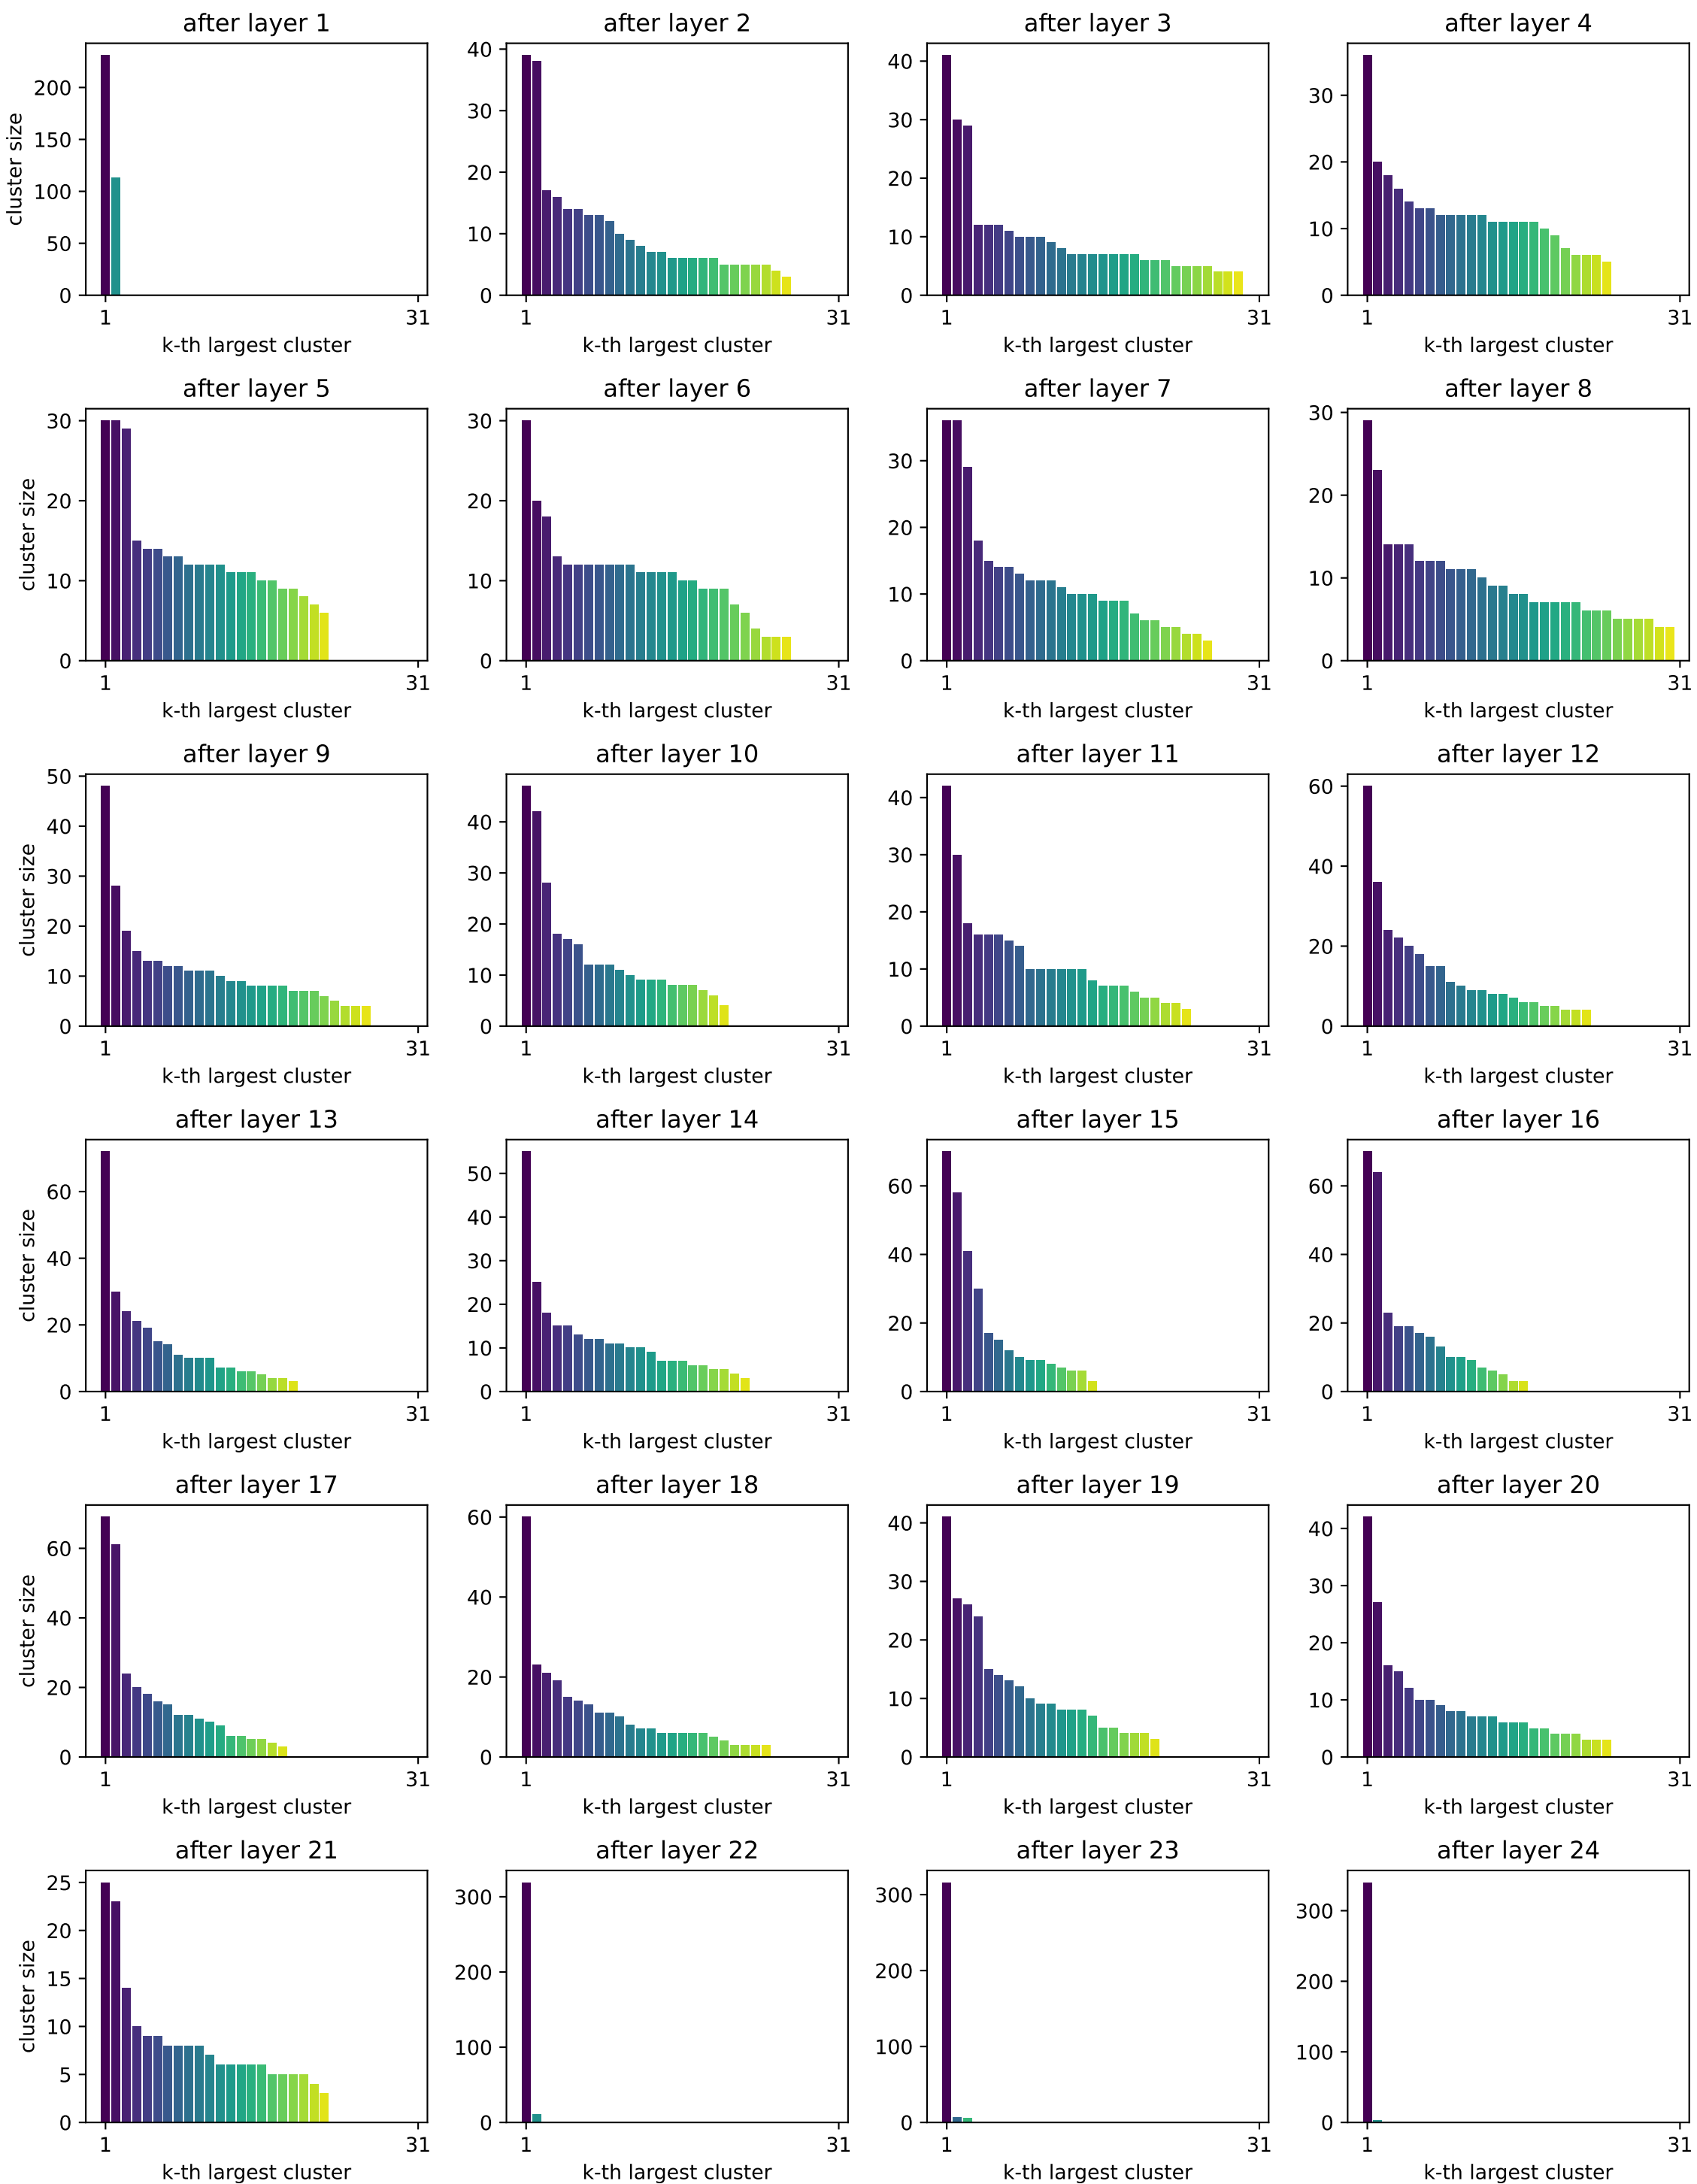 after layer 1
after layer 2
after layer 3
after layer 4
cluster size
200
150
100
50
0
40
30
20
10
0
40
30
20
10
0
30
20
10
0
1 31
1 31
1 31
1 31
k-th largest cluster
k-th largest cluster
k-th largest cluster
k-th largest cluster
after layer 5
after layer 6
after layer 7
after layer 8
cluster size
30
20
10
0
30
20
10
0
30
20
10
0
30
20
10
0
1 31
1 31
1 31
1 31
k-th largest cluster
k-th largest cluster
k-th largest cluster
k-th largest cluster
after layer 9
after layer 10
after layer 11
after layer 12
cluster size
50
40
30
20
10
0
40
30
20
10
0
40
30
20
10
0
60
40
20
0
1 31
1 31
1 31
1 31
k-th largest cluster
k-th largest cluster
k-th largest cluster
k-th largest cluster
after layer 13
after layer 14
after layer 15
after layer 16
cluster size
60
40
20
0
50
40
30
20
10
0
60
40
20
0
60
40
20
0
1 31
1 31
1 31
1 31
k-th largest cluster
k-th largest cluster
k-th largest cluster
k-th largest cluster
after layer 17
after layer 18
after layer 19
after layer 20
cluster size
60
40
20
0
60
40
20
0
40
30
20
10
0
40
30
20
10
0
1 31
1 31
1 31
1 31
k-th largest cluster
k-th largest cluster
k-th largest cluster
k-th largest cluster
after layer 21
after layer 22
after layer 23
after layer 24
cluster size
25
20
15
10
5
0
300
200
100
0
300
200
100
0
300
200
100
0
1 31
1 31
1 31
1 31
k-th largest cluster
k-th largest cluster
k-th largest cluster
k-th largest cluster